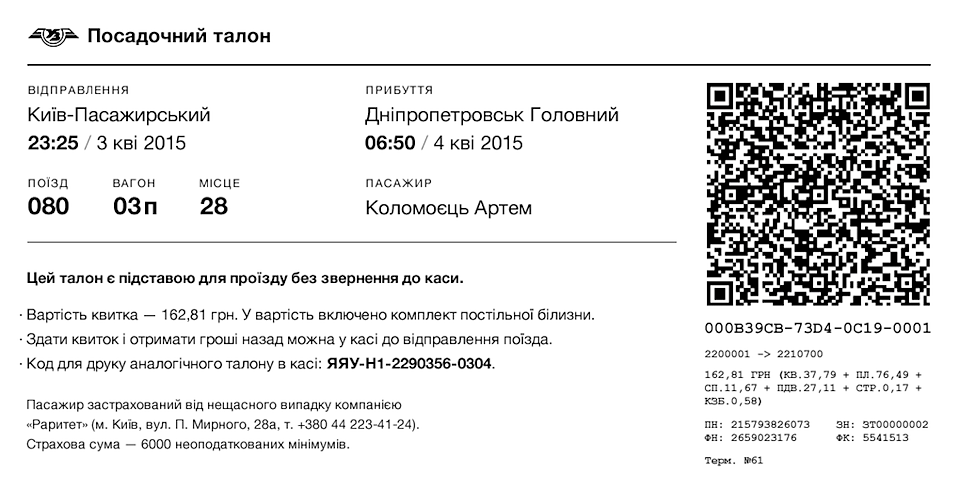 Посадочний талон
ВІДПРАВЛЕННЯ
Київ-Пасажирський
23:25 / 3 кві 2015
ПРИБУТТЯ
Дніпропетровськ Головний
06:50 / 4 кві 2015
ПОЇЗД ВАГОН МІСЦЕ
080 03п 28
ПАСАЖИР
Коломоєць Артем
Цей талон є підставою для проїзду без звернення до каси.
· Вартість квитка — 162,81 грн. У вартість включено комплект постільної білизни.
· Здати квиток і отримати гроші назад можна у касі до відправлення поїзда.
· Код для друку аналогічного талону в касі: ЯЯУ-Н1-2290356-0304.
Пасажир застрахований від нещасного випадку компанією
«Раритет» (м. Київ, вул. П. Мирного, 28а, т. +380 44 223-41-24).
Страхова сума — 6000 неоподаткованих мінімумів.
000B39CB-73D4-0C19-0001
2200001 -> 2210700
162,81 ГРН (КВ.37,79 + ПЛ.76,49 +
СП.11,67 + ПДВ.27,11 + СТР.0,17 +
КЗБ.0,58)
ПН: 215793826073 ЗН: ЗТ00000002
ФН: 2659023176 ФК: 5541513
Терм. №61